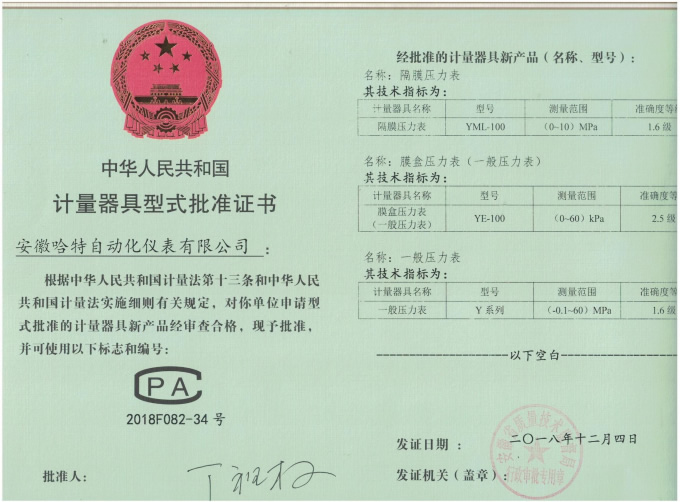 中华人民共和国
计量器具型式批准证书
安徽哈特自动化仪表有限公司：
根据中华人民共和国计量法第十三条和中华人民
共和国计量法实施细则有关规定，对你单位申请型
式批准的计量器具新产品经审查合格，现予批准，
并可使用以下标志和编号：
CPA
2018F082-34 号
批准人：
经批准的计量器具新产品（名称、型号）：
名称：隔膜压力表
其技术指标为：
计量器具名称 型号 测量范围 准确度等
隔膜压力表 YML-100 （0~10）MPa 1.6 级
名称：膜盒压力表（一般压力表）
其技术指标为：
计量器具名称 型号 测量范围 准确度等
膜盒压力表
（一般压力表） YE-100 （0~60）kPa 2.5 级
名称：一般压力表
其技术指标为：
计量器具名称 型号 测量范围 准确度等
一般压力表 Y 系列 （-0.1~60）MPa 1.6 级
以下空白
发证日期 ： 二〇一八年十二月四日
发证机关（盖章）：
行政审批专用章